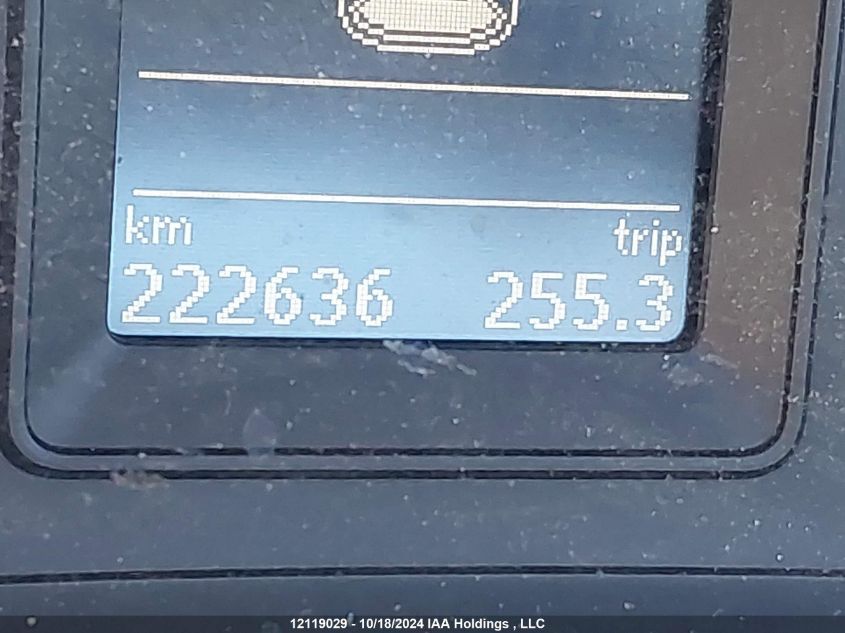 km trip
222636 255.3
12119029 - 10/18/2024 IAA Holdings , LLC